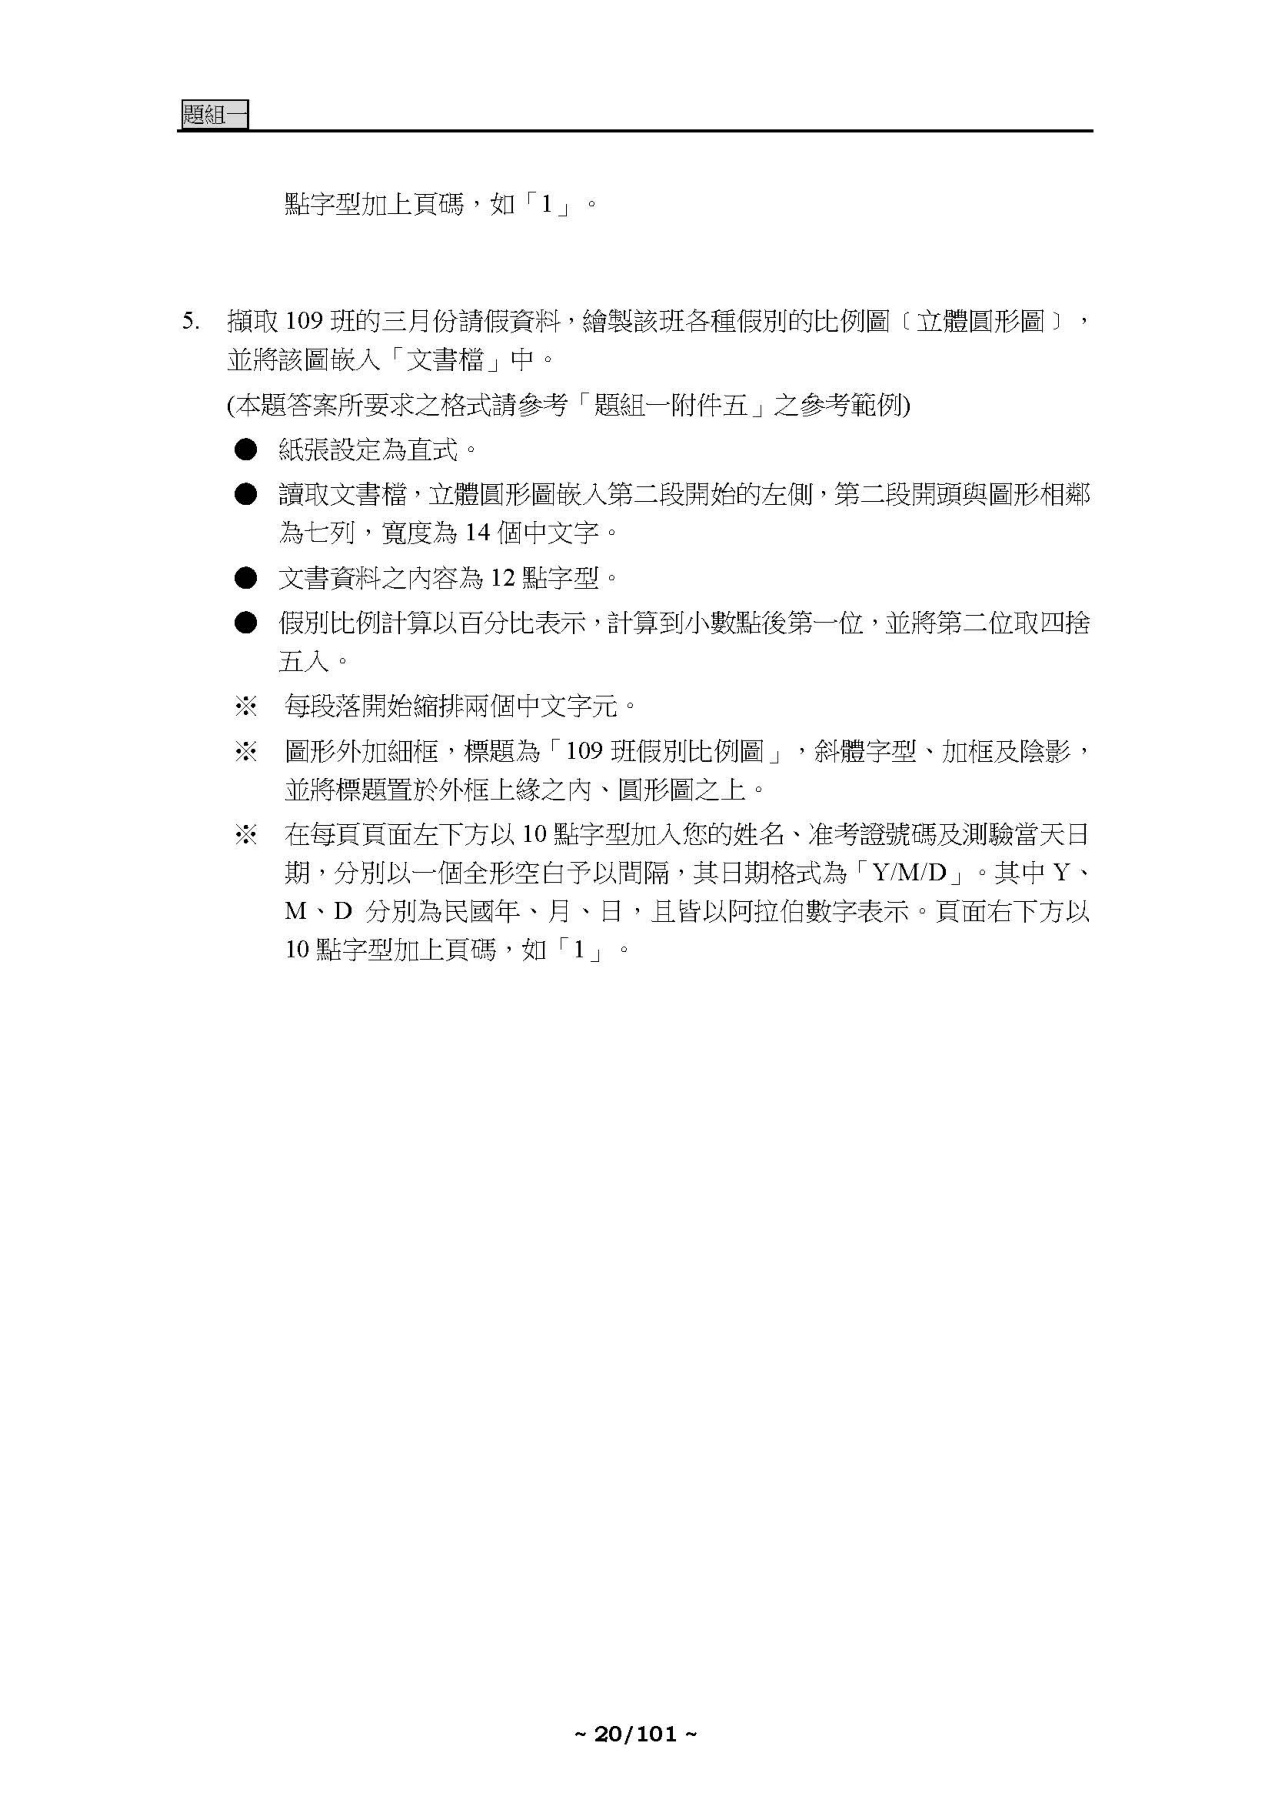 題組一
點字型加上頁碼，如「1」。
5. 擷取 109 班的三月份請假資料，繪製該班各種假別的比例圖﹝立體圓形圖﹞，
並將該圖嵌入「文書檔」中。
(本題答案所要求之格式請參考「題組一附件五」之參考範例)
● 紙張設定為直式。
● 讀取文書檔，立體圓形圖嵌入第二段開始的左側，第二段開頭與圖形相鄰
為七列，寬度為 14 個中文字。
● 文書資料之內容為 12 點字型。
● 假別比例計算以百分比表示，計算到小數點後第一位，並將第二位取四捨
五入。
※ 每段落開始縮排兩個中文字元。
※ 圖形外加細框，標題為「109 班假別比例圖」，斜體字型、加框及陰影，
並將標題置於外框上緣之內、圓形圖之上。
※ 在每頁頁面左下方以 10 點字型加入您的姓名、准考證號碼及測驗當天日
期，分別以一個全形空白予以間隔，其日期格式為「Y/M/D」。其中 Y、
M、D 分別為民國年、月、日，且皆以阿拉伯數字表示。頁面右下方以
10 點字型加上頁碼，如「1」。
~ 20/101 ~